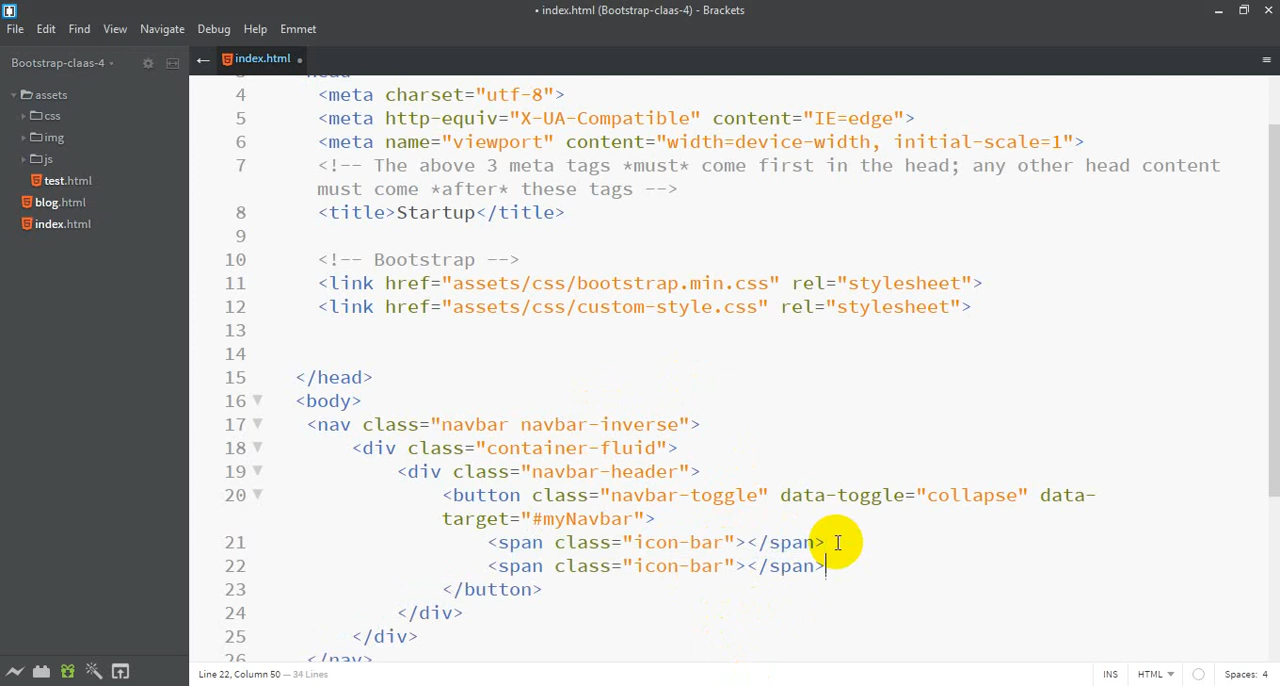 • index.html (Bootstrap-claas-4) - Brackets
File Edit Find View Navigate Debug Help Emmet
Bootstrap-claas-4
index.html
assets
css
img
js
test.html
blog.html
index.html
4 <meta charset="utf-8">
5 <meta http-equiv="X-UA-Compatible" content="IE=edge">
6 <meta name="viewport" content="width=device-width, initial-scale=1">
7 <!-- The above 3 meta tags *must* come first in the head; any other head content
must come *after* these tags -->
8 <title>Startup</title>
9
10 <!-- Bootstrap -->
11 <link href="assets/css/bootstrap.min.css" rel="stylesheet">
12 <link href="assets/css/custom-style.css" rel="stylesheet">
13
14
15 </head>
16 <body>
17 <nav class="navbar navbar-inverse">
18 <div class="container-fluid">
19 <div class="navbar-header">
20 <button class="navbar-toggle" data-toggle="collapse" data-
target="#myNavbar">
21 <span class="icon-bar"></span>
22 <span class="icon-bar"></span>
23 </button>
24 </div>
25 </div>
26 </nav>
Line 22, Column 50 — 34 Lines
INS HTML Spaces: 4